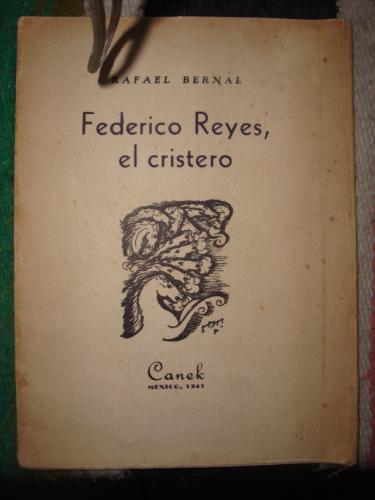 RAFAEL BERNAL
Federico Reyes,
el cristero
Canek
MEXICO, 1941